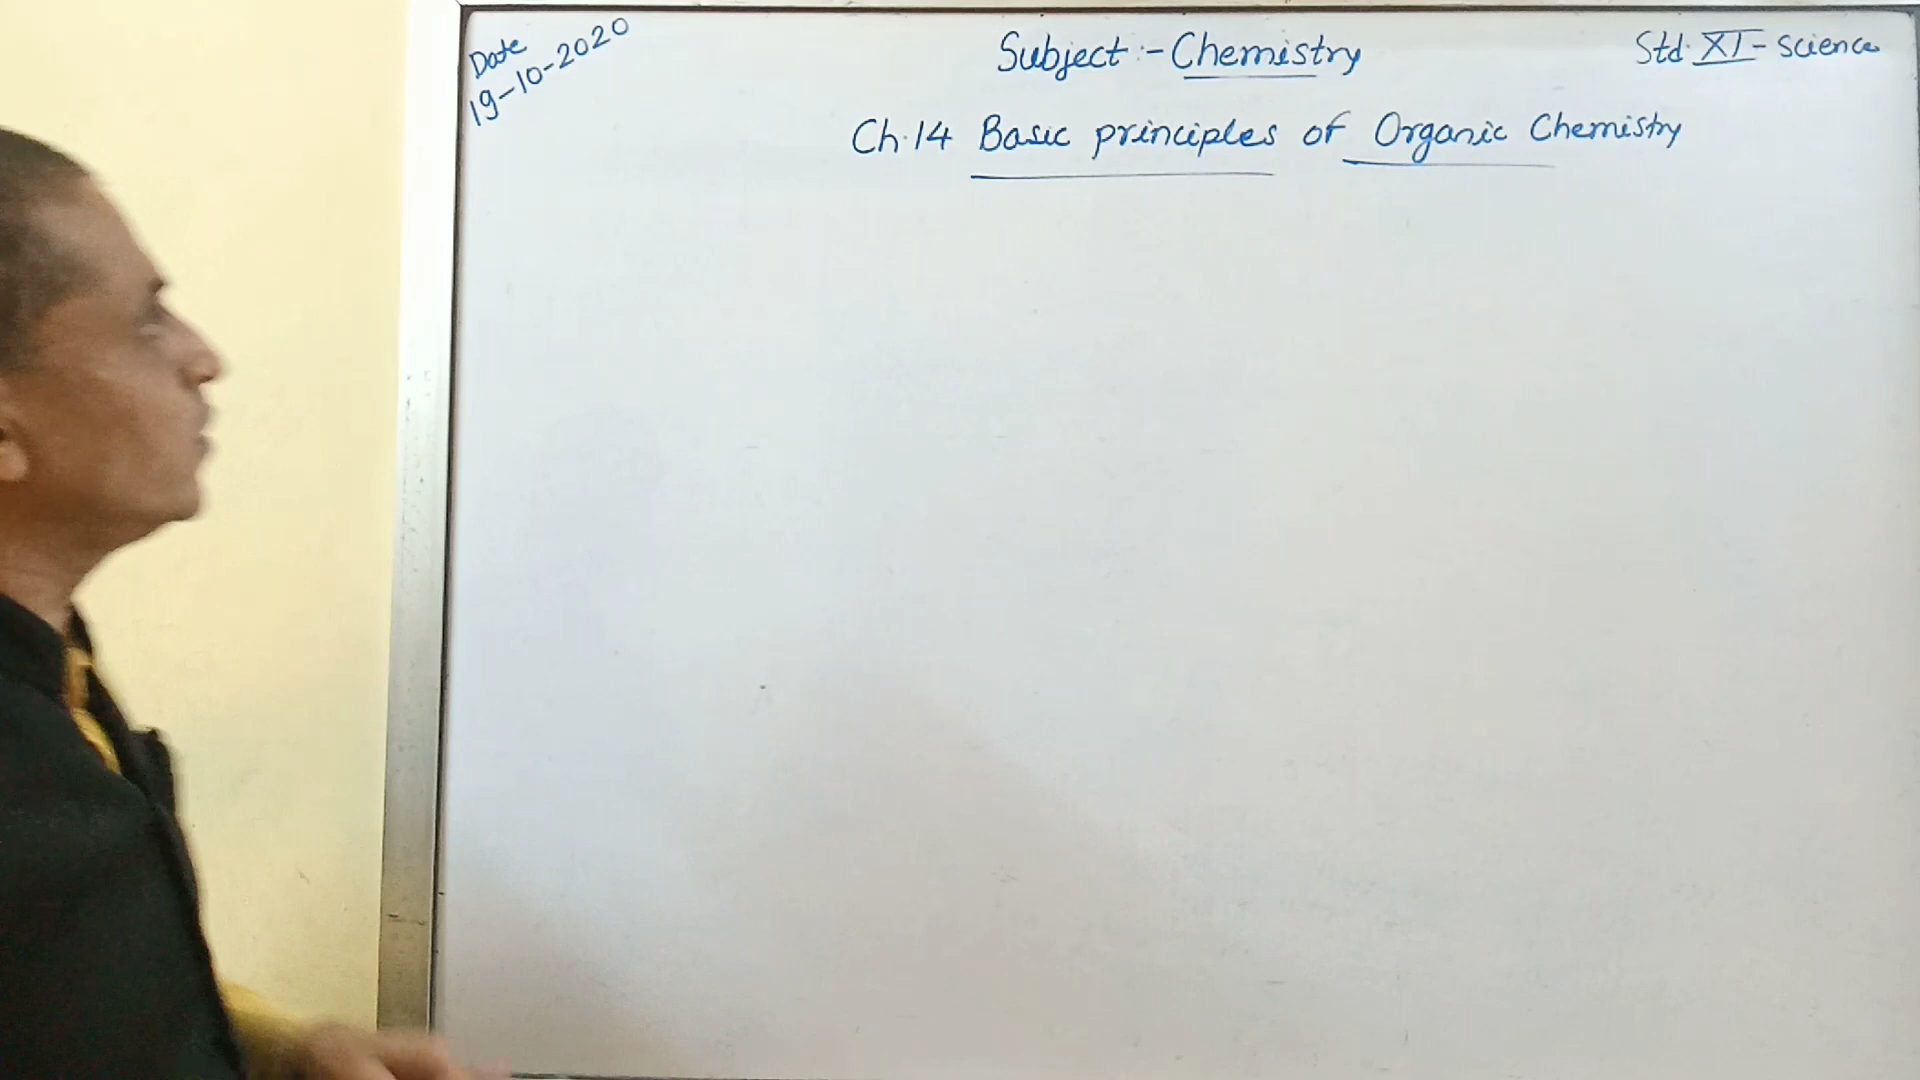 Date
19-10-2020
Subject:- Chemistry
Std. XI - Science
Ch.14 Basic principles of Organic Chemistry